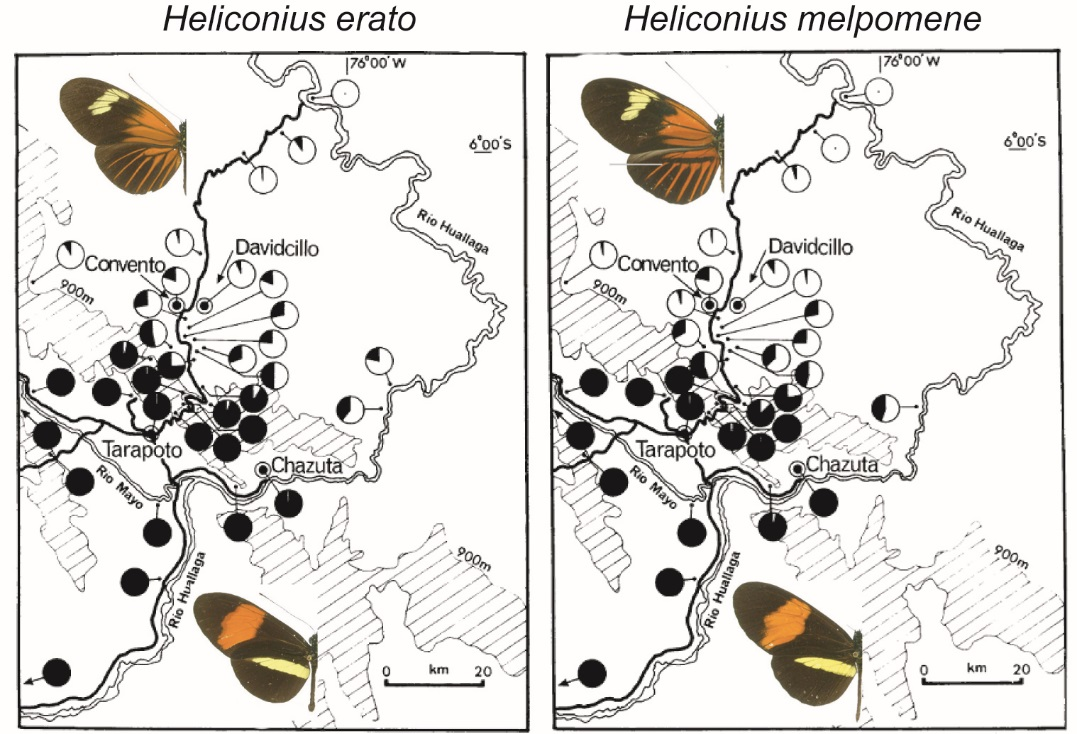 Heliconius erato
76°00' W
6°00'S
Rio Huallaga
Davidcillo
Convento
900m
Tarapoto
Chazuta
Rio Mayo
900m
Rio Huallaga
0 km 20
Heliconius melpomene
76°00' W
6°00'S
Rio Huallaga
Davidcillo
Convento
900m
Tarapoto
Chazuta
Rio Mayo
900m
Rio Huallaga
0 km 20